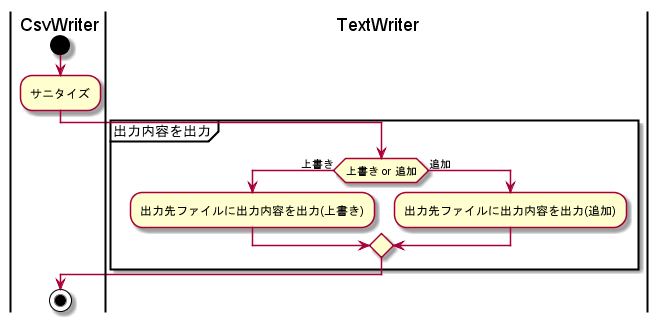 CsvWriter
TextWriter
サニタイズ
出力内容を出力
上書き
上書き or 追加
追加
出力先ファイルに出力内容を出力(上書き)
出力先ファイルに出力内容を出力(追加)